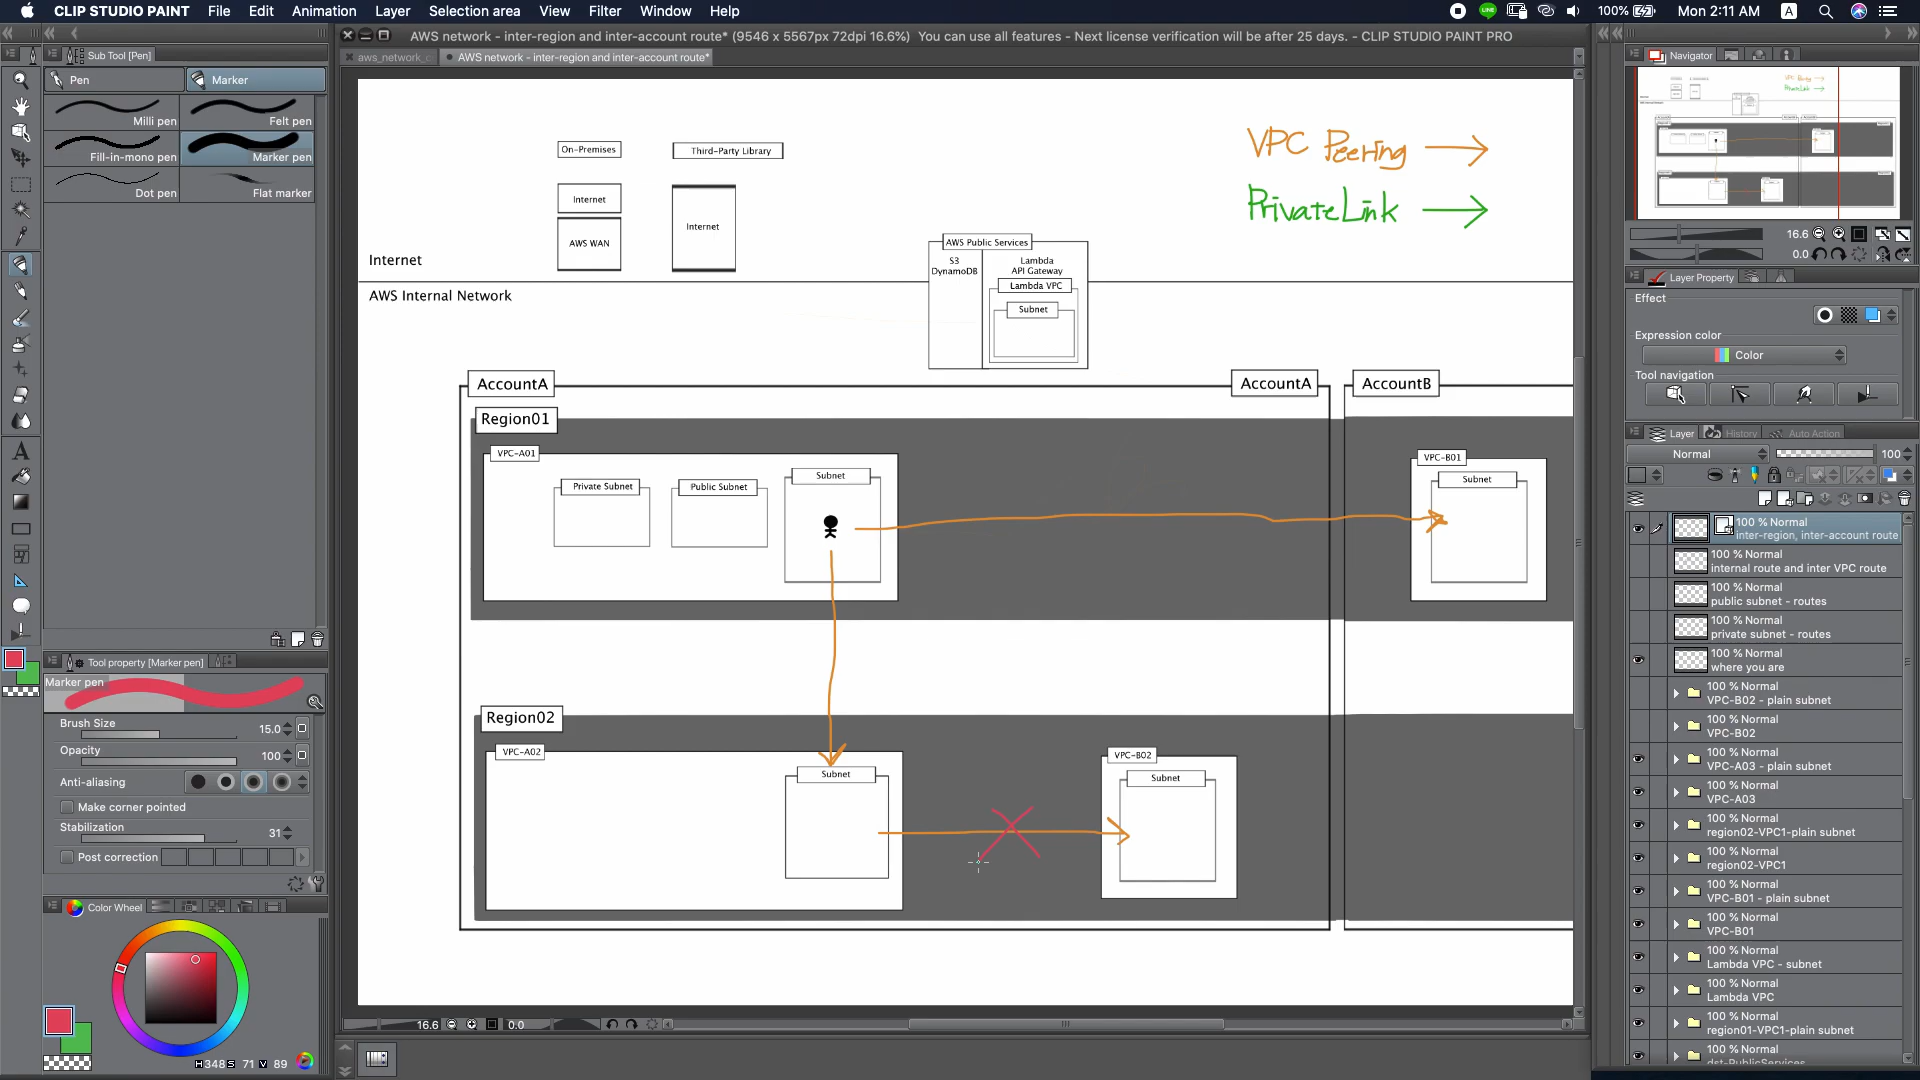 CLIP STUDIO PAINT File Edit Animation Layer Selection area View Filter Window Help
LINE 100% Mon 2:11 AM A
AWS network - inter-region and inter-account route* (9546 x 5567px 72dpi 16.6%) You can use all features - Next license verification will be after 25 days. - CLIP STUDIO PAINT PRO
aws_network_
AWS network - inter-region and inter-account route*
Sub Tool [Pen]
Pen
Marker
Milli pen
Felt pen
Fill-in-mono pen
Marker pen
Dot pen
Flat marker
Tool property [Marker pen]
Marker pen
Brush Size 15.0
Opacity 100
Anti-aliasing
Make corner pointed
Stabilization 31
Post correction
Color Wheel
H 348 S 71 V 89
On-Premises
Third-Party Library
Internet
AWS WAN
Internet
VPC Peering
PrivateLink
Internet
AWS Internal Network
AWS Public Services
S3
DynamoDB
Lambda
API Gateway
Lambda VPC
Subnet
AccountA
AccountA
AccountB
Region01
VPC-A01
Private Subnet
Public Subnet
Subnet
VPC-B01
Subnet
Region02
VPC-A02
Subnet
VPC-B02
Subnet
16.6
0.0
Navigator
16.6
0.0
Layer Property
Effect
Expression color
Color
Tool navigation
Layer
History
Auto Action
Normal 100
100 % Normal
inter-region, inter-account route
100 % Normal
internal route and inter VPC route
100 % Normal
public subnet - routes
100 % Normal
private subnet - routes
100 % Normal
where you are
100 % Normal
VPC-B02 - plain subnet
100 % Normal
VPC-B02
100 % Normal
VPC-A03 - plain subnet
100 % Normal
VPC-A03
100 % Normal
region02-VPC1-plain subnet
100 % Normal
region02-VPC1
100 % Normal
VPC-B01 - plain subnet
100 % Normal
VPC-B01
100 % Normal
Lambda VPC - subnet
100 % Normal
Lambda VPC
100 % Normal
region01-VPC1-plain subnet
100 % Normal
dst-PublicServices